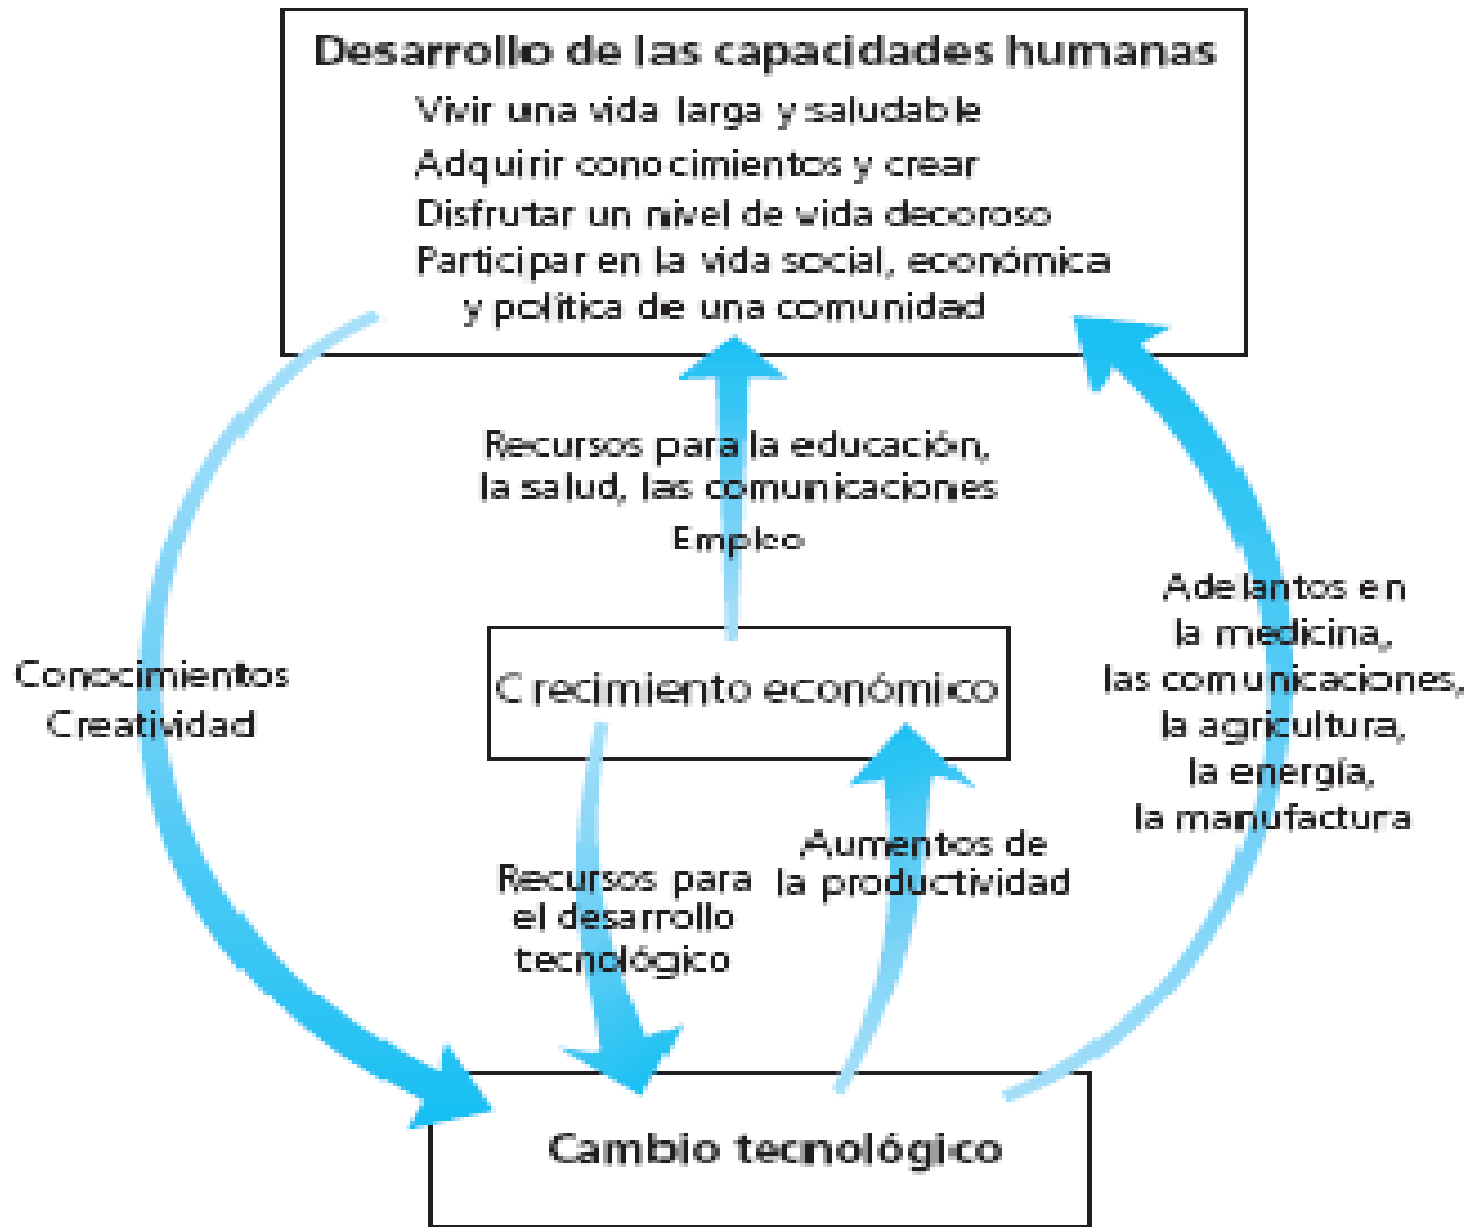 Desarrollo de las capacidades humanas
Vivir una vida larga y saludable
Adquirir conocimientos y crear
Disfrutar un nivel de vida decoroso
Participar en la vida social, económica
y política de una comunidad
Recursos para la educación,
la salud, las comunicaciones
Empleo
Conocimientos
Creatividad
Crecimiento económico
Adelantos en
la medicina,
las comunicaciones,
la agricultura,
la energía,
la manufactura
Recursos para
el desarrollo
tecnológico
Aumentos de
la productividad
Cambio tecnológico